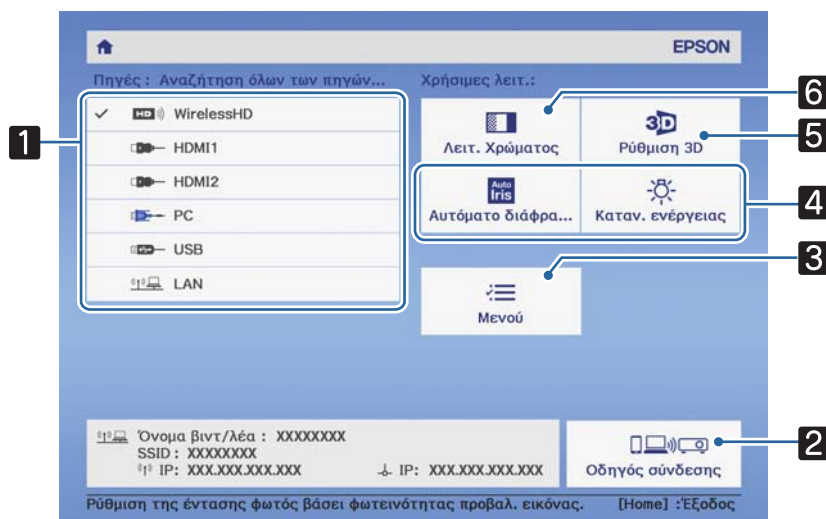 EPSON
Πηγές : Αναζήτηση όλων των πηγών...
Χρήσιμες λειτ.:
1
WirelessHD
HDMI1
HDMI2
PC
USB
LAN
Λειτ. Χρώματος
6
3D
Ρύθμιση 3D
5
Auto
Iris
Αυτόματο διάφρα...
Καταν. ενέργειας
4
Μενού
3
Όνομα βιντ/λέα : XXXXXXXX
SSID : XXXXXXXX
IP: XXX.XXX.XXX.XXX
IP: XXX.XXX.XXX.XXX
Οδηγός σύνδεσης
2
Ρύθμιση της έντασης φωτός βάσει φωτεινότητας προβαλ. εικόνας.
[Home] :Έξοδος